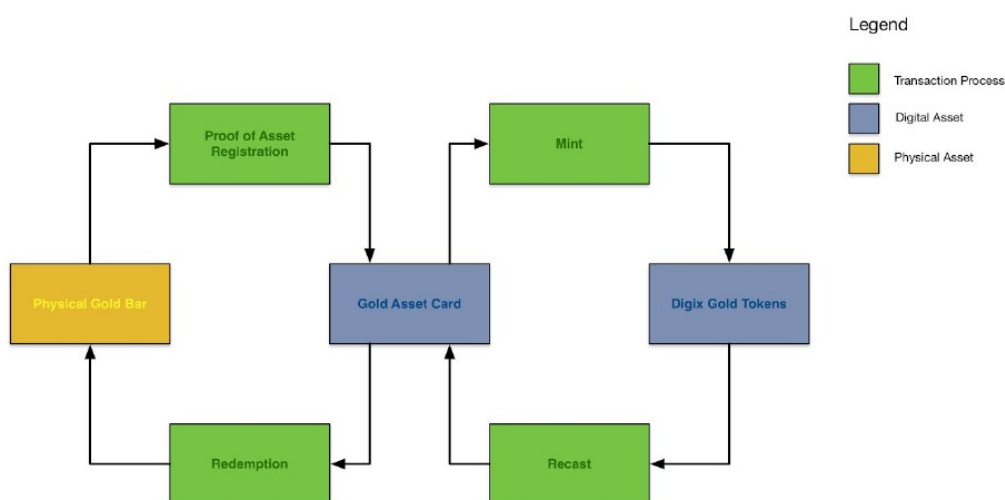 Legend
Transaction Process
Digital Asset
Physical Asset
Proof of Asset
Registration
Mint
Physical Gold Bar
Gold Asset Card
Digix Gold Tokens
Redemption
Recast